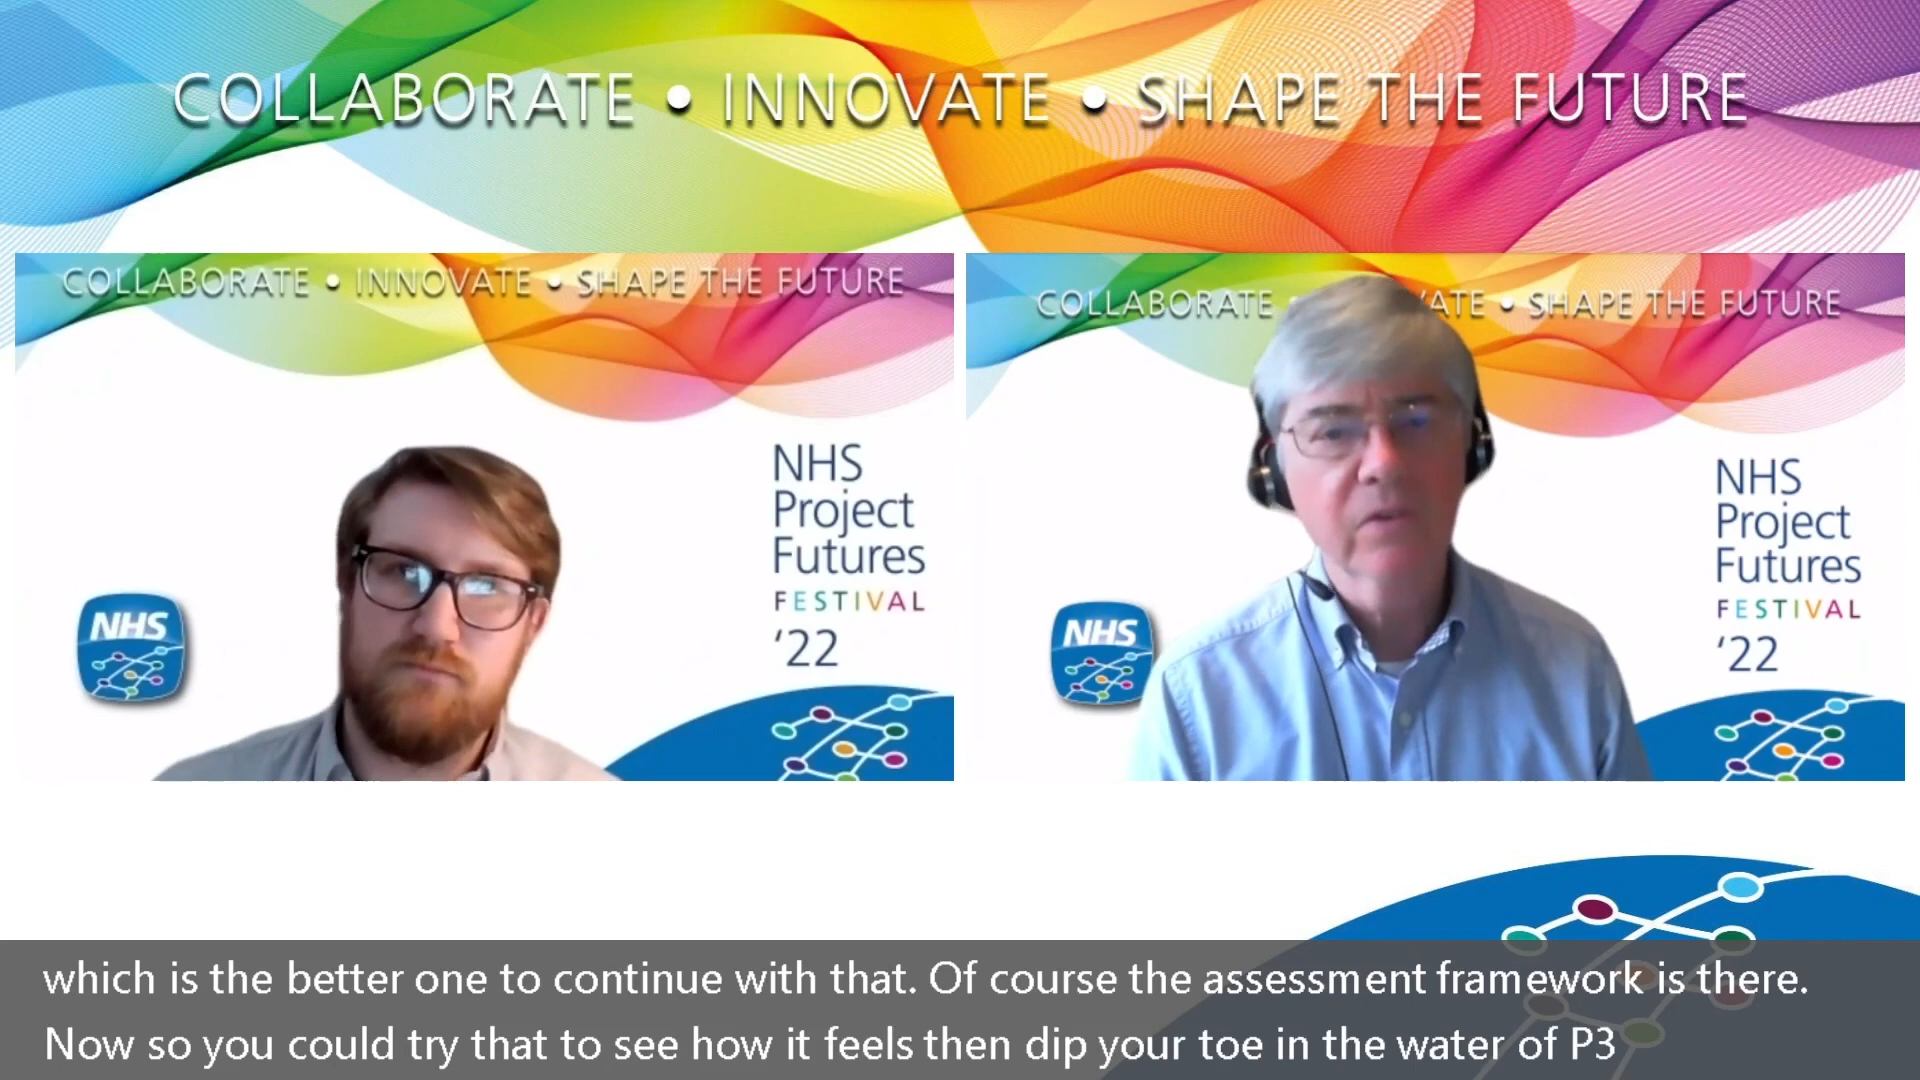 COLLABORATE • INNOVATE • SHAPE THE FUTURE
COLLABORATE • INNOVATE • SHAPE THE FUTURE
NHS
Project
Futures
FESTIVAL
'22
NHS
COLLABORATE
VATE • SHAPE THE FUTURE
NHS
Project
Futures
FESTIVAL
'22
NHS
which is the better one to continue with that. Of course the assessment framework is there.
Now so you could try that to see how it feels then dip your toe in the water of P3